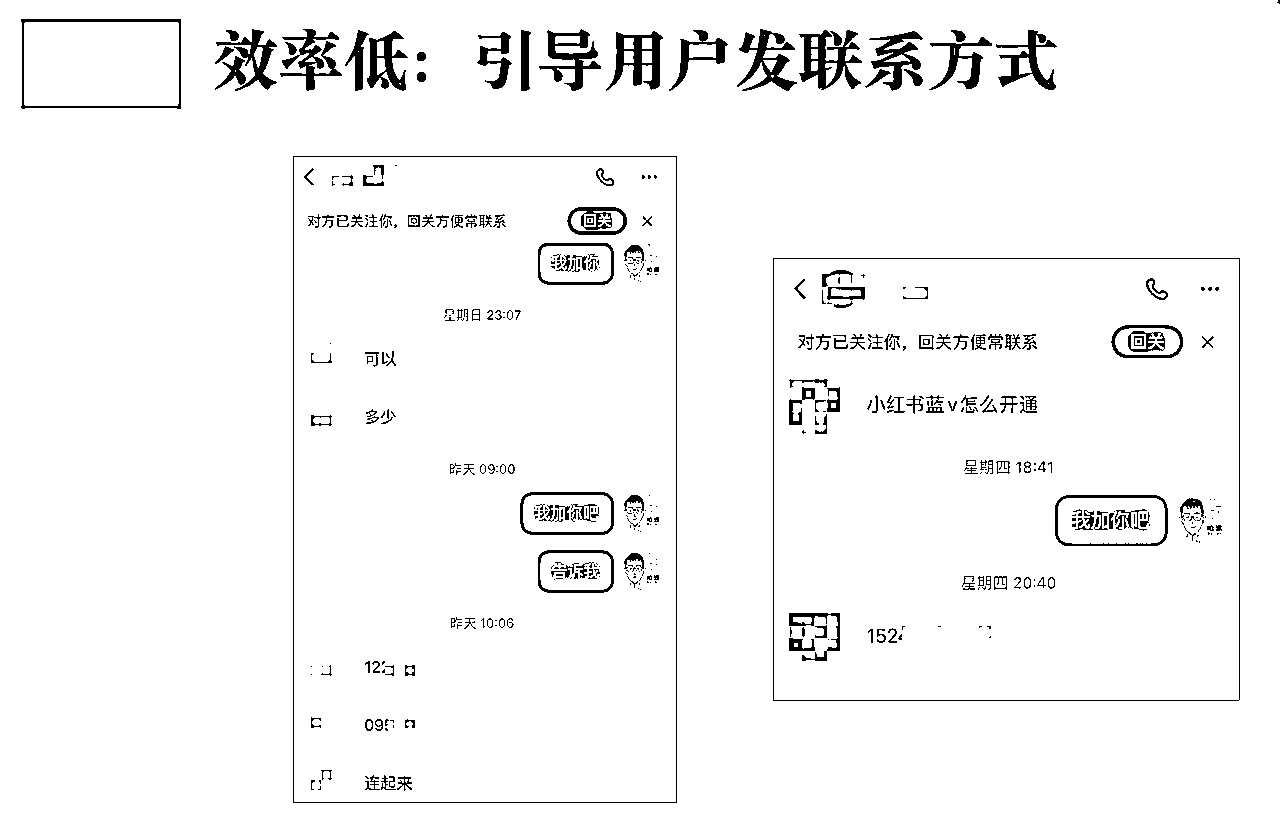 效率低：引导用户发联系方式
对方已关注你，回关方便常联系
回关
我加你
星期日 23:07
可以
多少
昨天 09:00
我加你吧
告诉我
昨天 10:06
12
09
连起来
对方已关注你，回关方便常联系
回关
小红书蓝v怎么开通
星期四 18:41
我加你吧
星期四 20:40
152